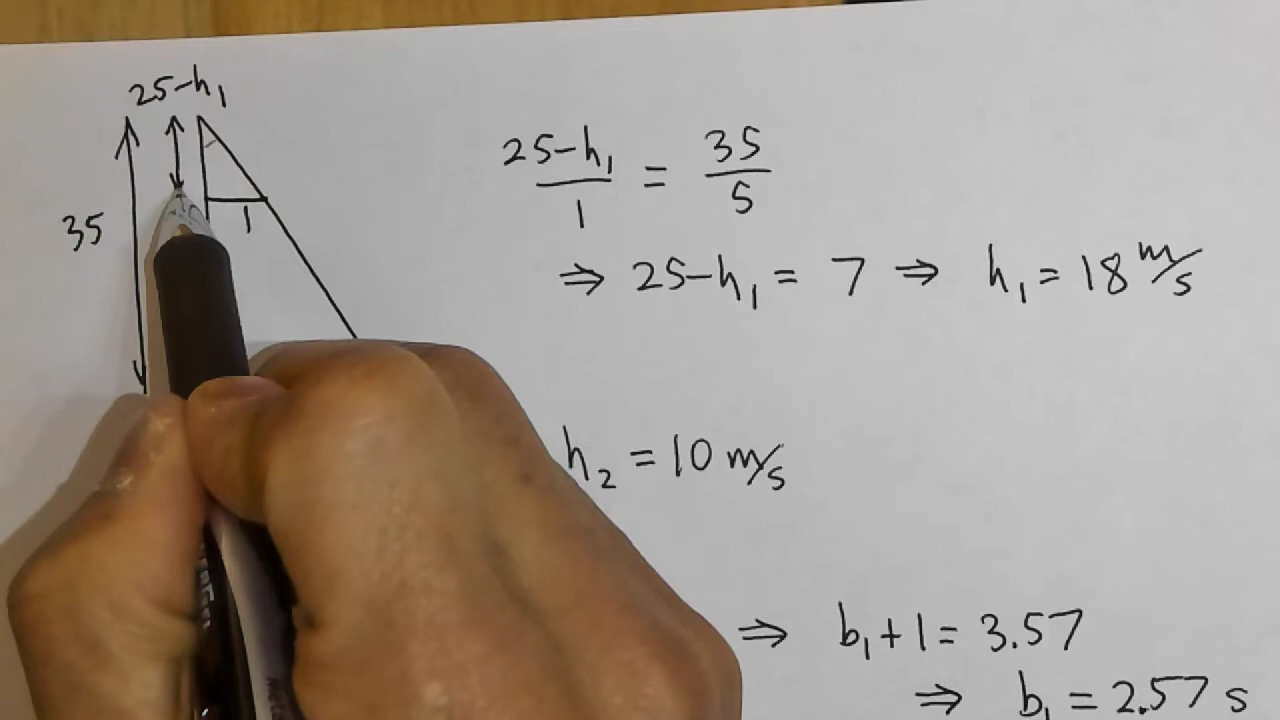 25-h₁
35
1
25-h₁/1 = 35/5
⇒ 25-h₁ = 7 ⇒ h₁ = 18 m/s
h₂ = 10 m/s
⇒ b₁+1 = 3.57
⇒ b₁ = 2.57 s